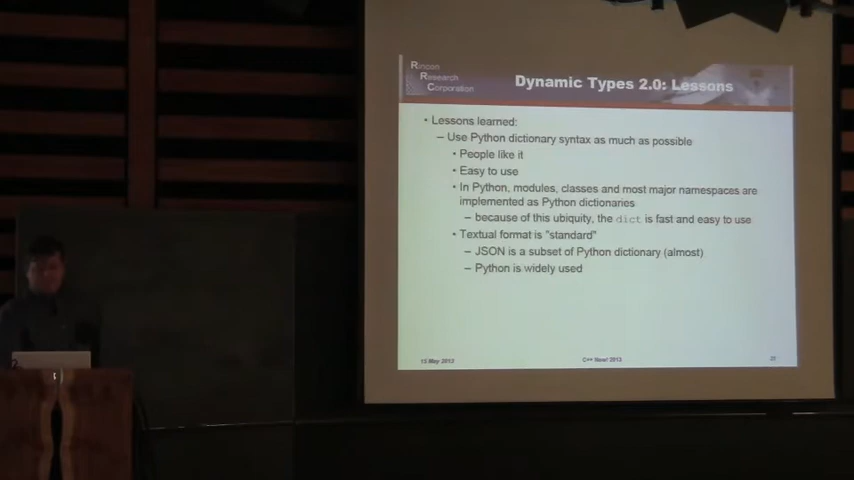 Rincon
Research
Corporation
Dynamic Types 2.0: Lessons
• Lessons learned:
– Use Python dictionary syntax as much as possible
• People like it
• Easy to use
• In Python, modules, classes and most major namespaces are
implemented as Python dictionaries
– because of this ubiquity, the dict is fast and easy to use
• Textual format is "standard"
– JSON is a subset of Python dictionary (almost)
– Python is widely used
15 May 2013
C++ Now! 2013